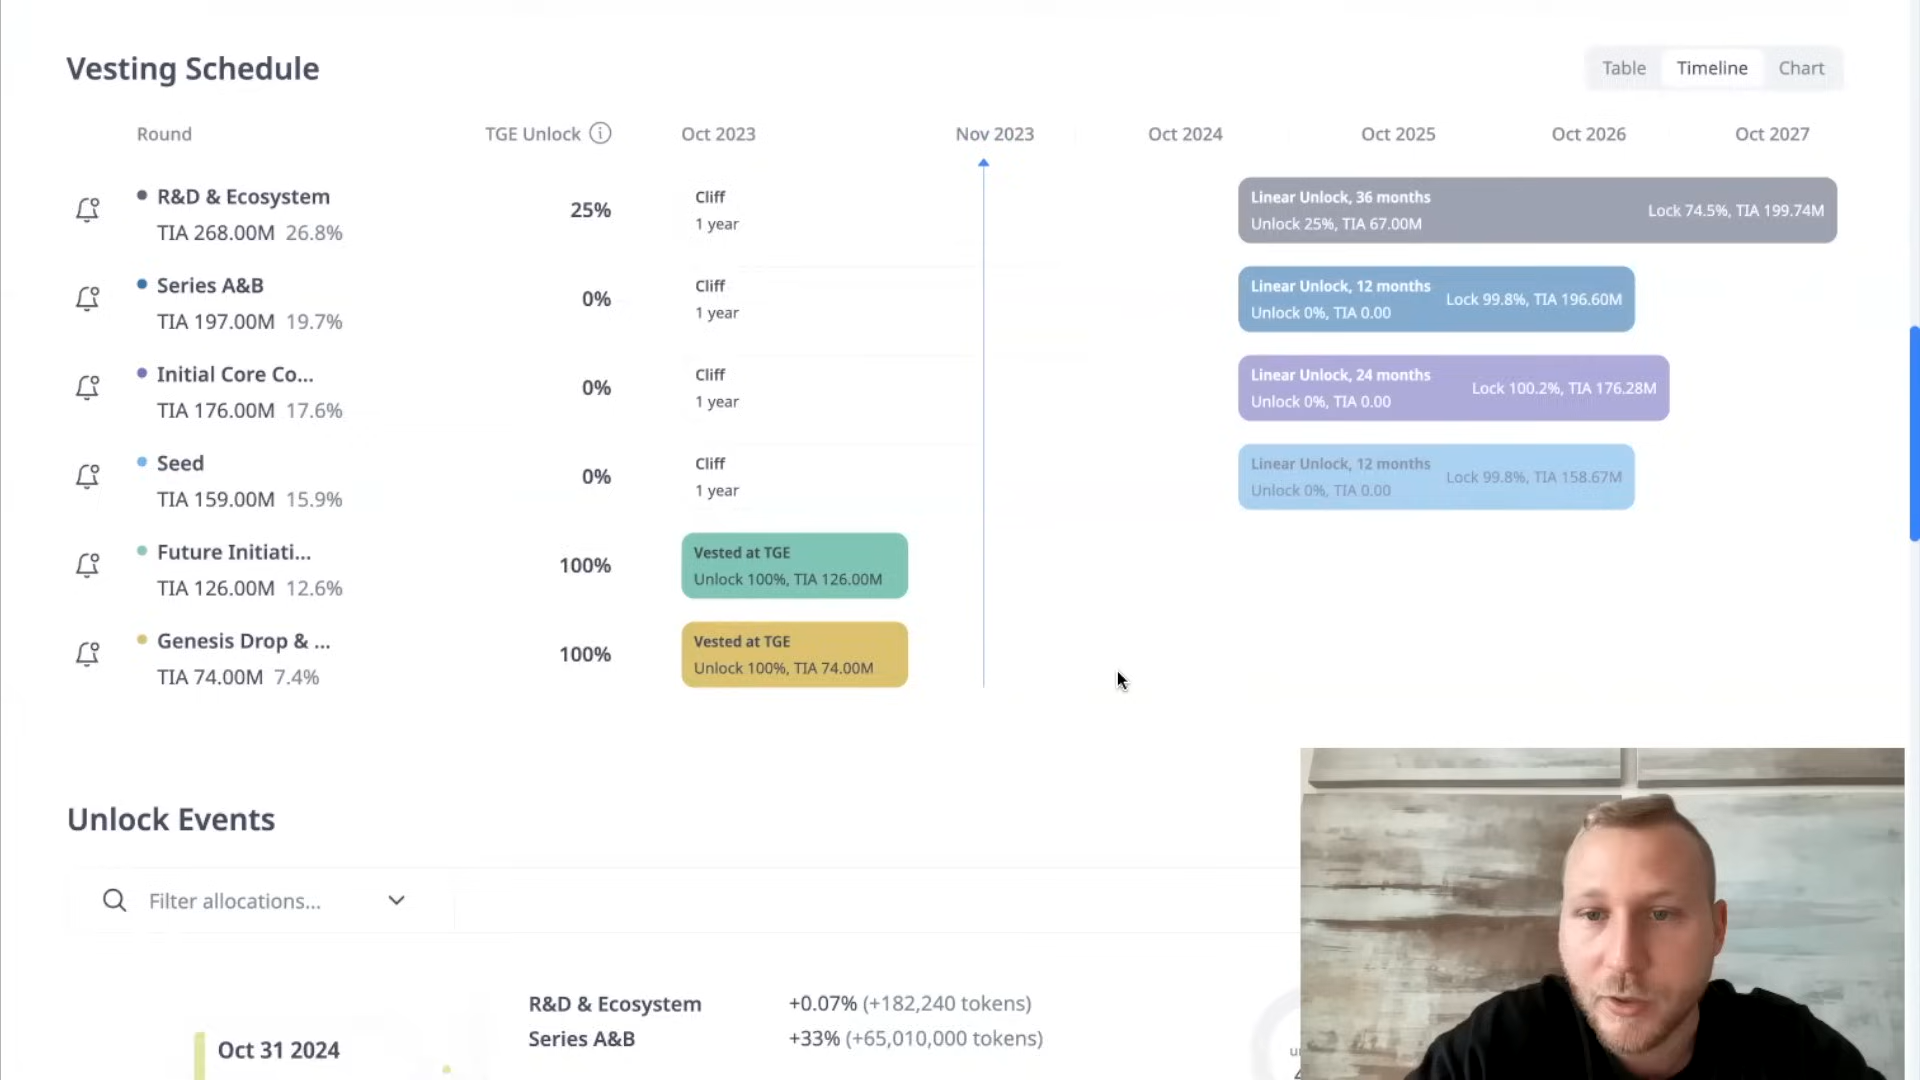 Vesting Schedule
Table Timeline Chart
Round TGE Unlock Oct 2023 Nov 2023 Oct 2024 Oct 2025 Oct 2026 Oct 2027
R&D & Ecosystem
TIA 268.00M 26.8%
25%
Cliff
1 year
Linear Unlock, 36 months
Unlock 25%, TIA 67.00M
Lock 74.5%, TIA 199.74M
Series A&B
TIA 197.00M 19.7%
0%
Cliff
1 year
Linear Unlock, 12 months
Unlock 0%, TIA 0.00
Lock 99.8%, TIA 196.60M
Initial Core Co...
TIA 176.00M 17.6%
0%
Cliff
1 year
Linear Unlock, 24 months
Unlock 0%, TIA 0.00
Lock 100.2%, TIA 176.28M
Seed
TIA 159.00M 15.9%
0%
Cliff
1 year
Linear Unlock, 12 months
Unlock 0%, TIA 0.00
Lock 99.8%, TIA 158.67M
Future Initiati...
TIA 126.00M 12.6%
100%
Vested at TGE
Unlock 100%, TIA 126.00M
Genesis Drop & ...
TIA 74.00M 7.4%
100%
Vested at TGE
Unlock 100%, TIA 74.00M
Unlock Events
Filter allocations...
R&D & Ecosystem +0.07% (+182,240 tokens)
Series A&B +33% (+65,010,000 tokens)
Oct 31 2024